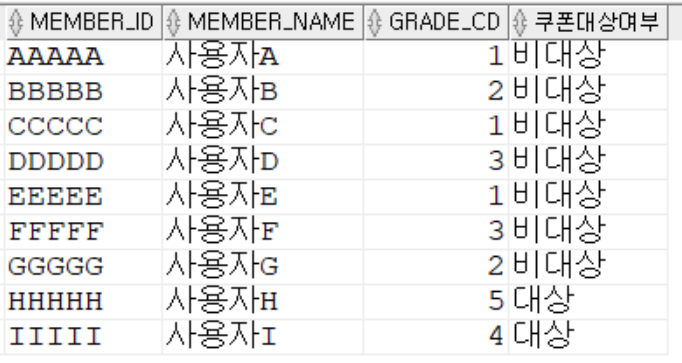 MEMBER_ID MEMBER_NAME GRADE_CD 쿠폰대상여부
AAAAA 사용자A 1 비대상
BBBBB 사용자B 2 비대상
CCCCC 사용자C 1 비대상
DDDDD 사용자D 3 비대상
EEEEE 사용자E 1 비대상
FFFFF 사용자F 3 비대상
GGGGG 사용자G 2 비대상
HHHHH 사용자H 5 대상
IIIII 사용자I 4 대상